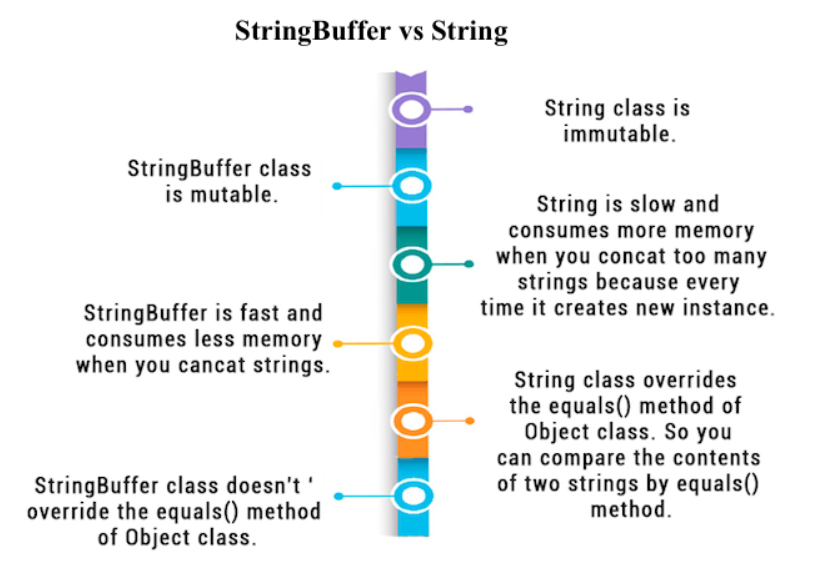 StringBuffer vs String
String class is
immutable.
StringBuffer class
is mutable.
String is slow and
consumes more memory
when you concat too many
strings because every
time it creates new instance.
StringBuffer is fast and
consumes less memory
when you cancat strings.
String class overrides
the equals() method of
Object class. So you
can compare the contents
of two strings by equals()
method.
StringBuffer class doesn't '
override the equals() method
of Object class.